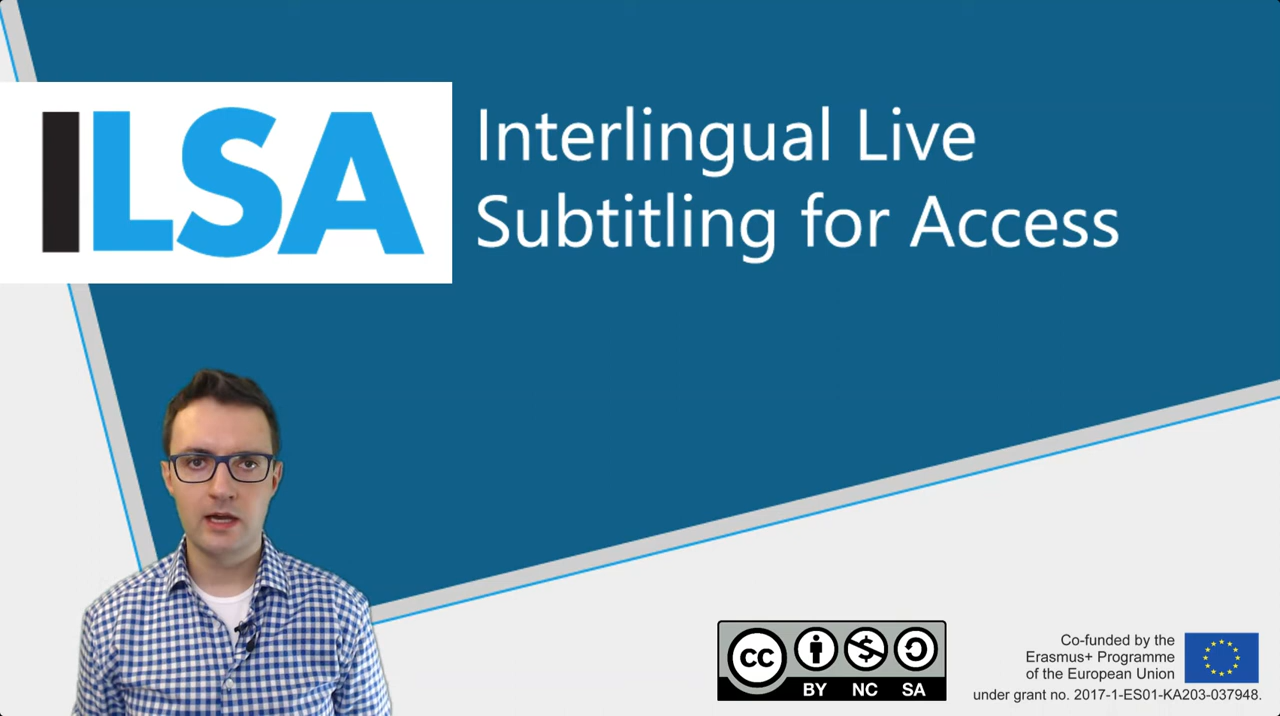 ILSA
Interlingual Live
Subtitling for Access
CC
BY NC SA
Co-funded by the
Erasmus+ Programme
of the European Union
under grant no. 2017-1-ES01-KA203-037948.